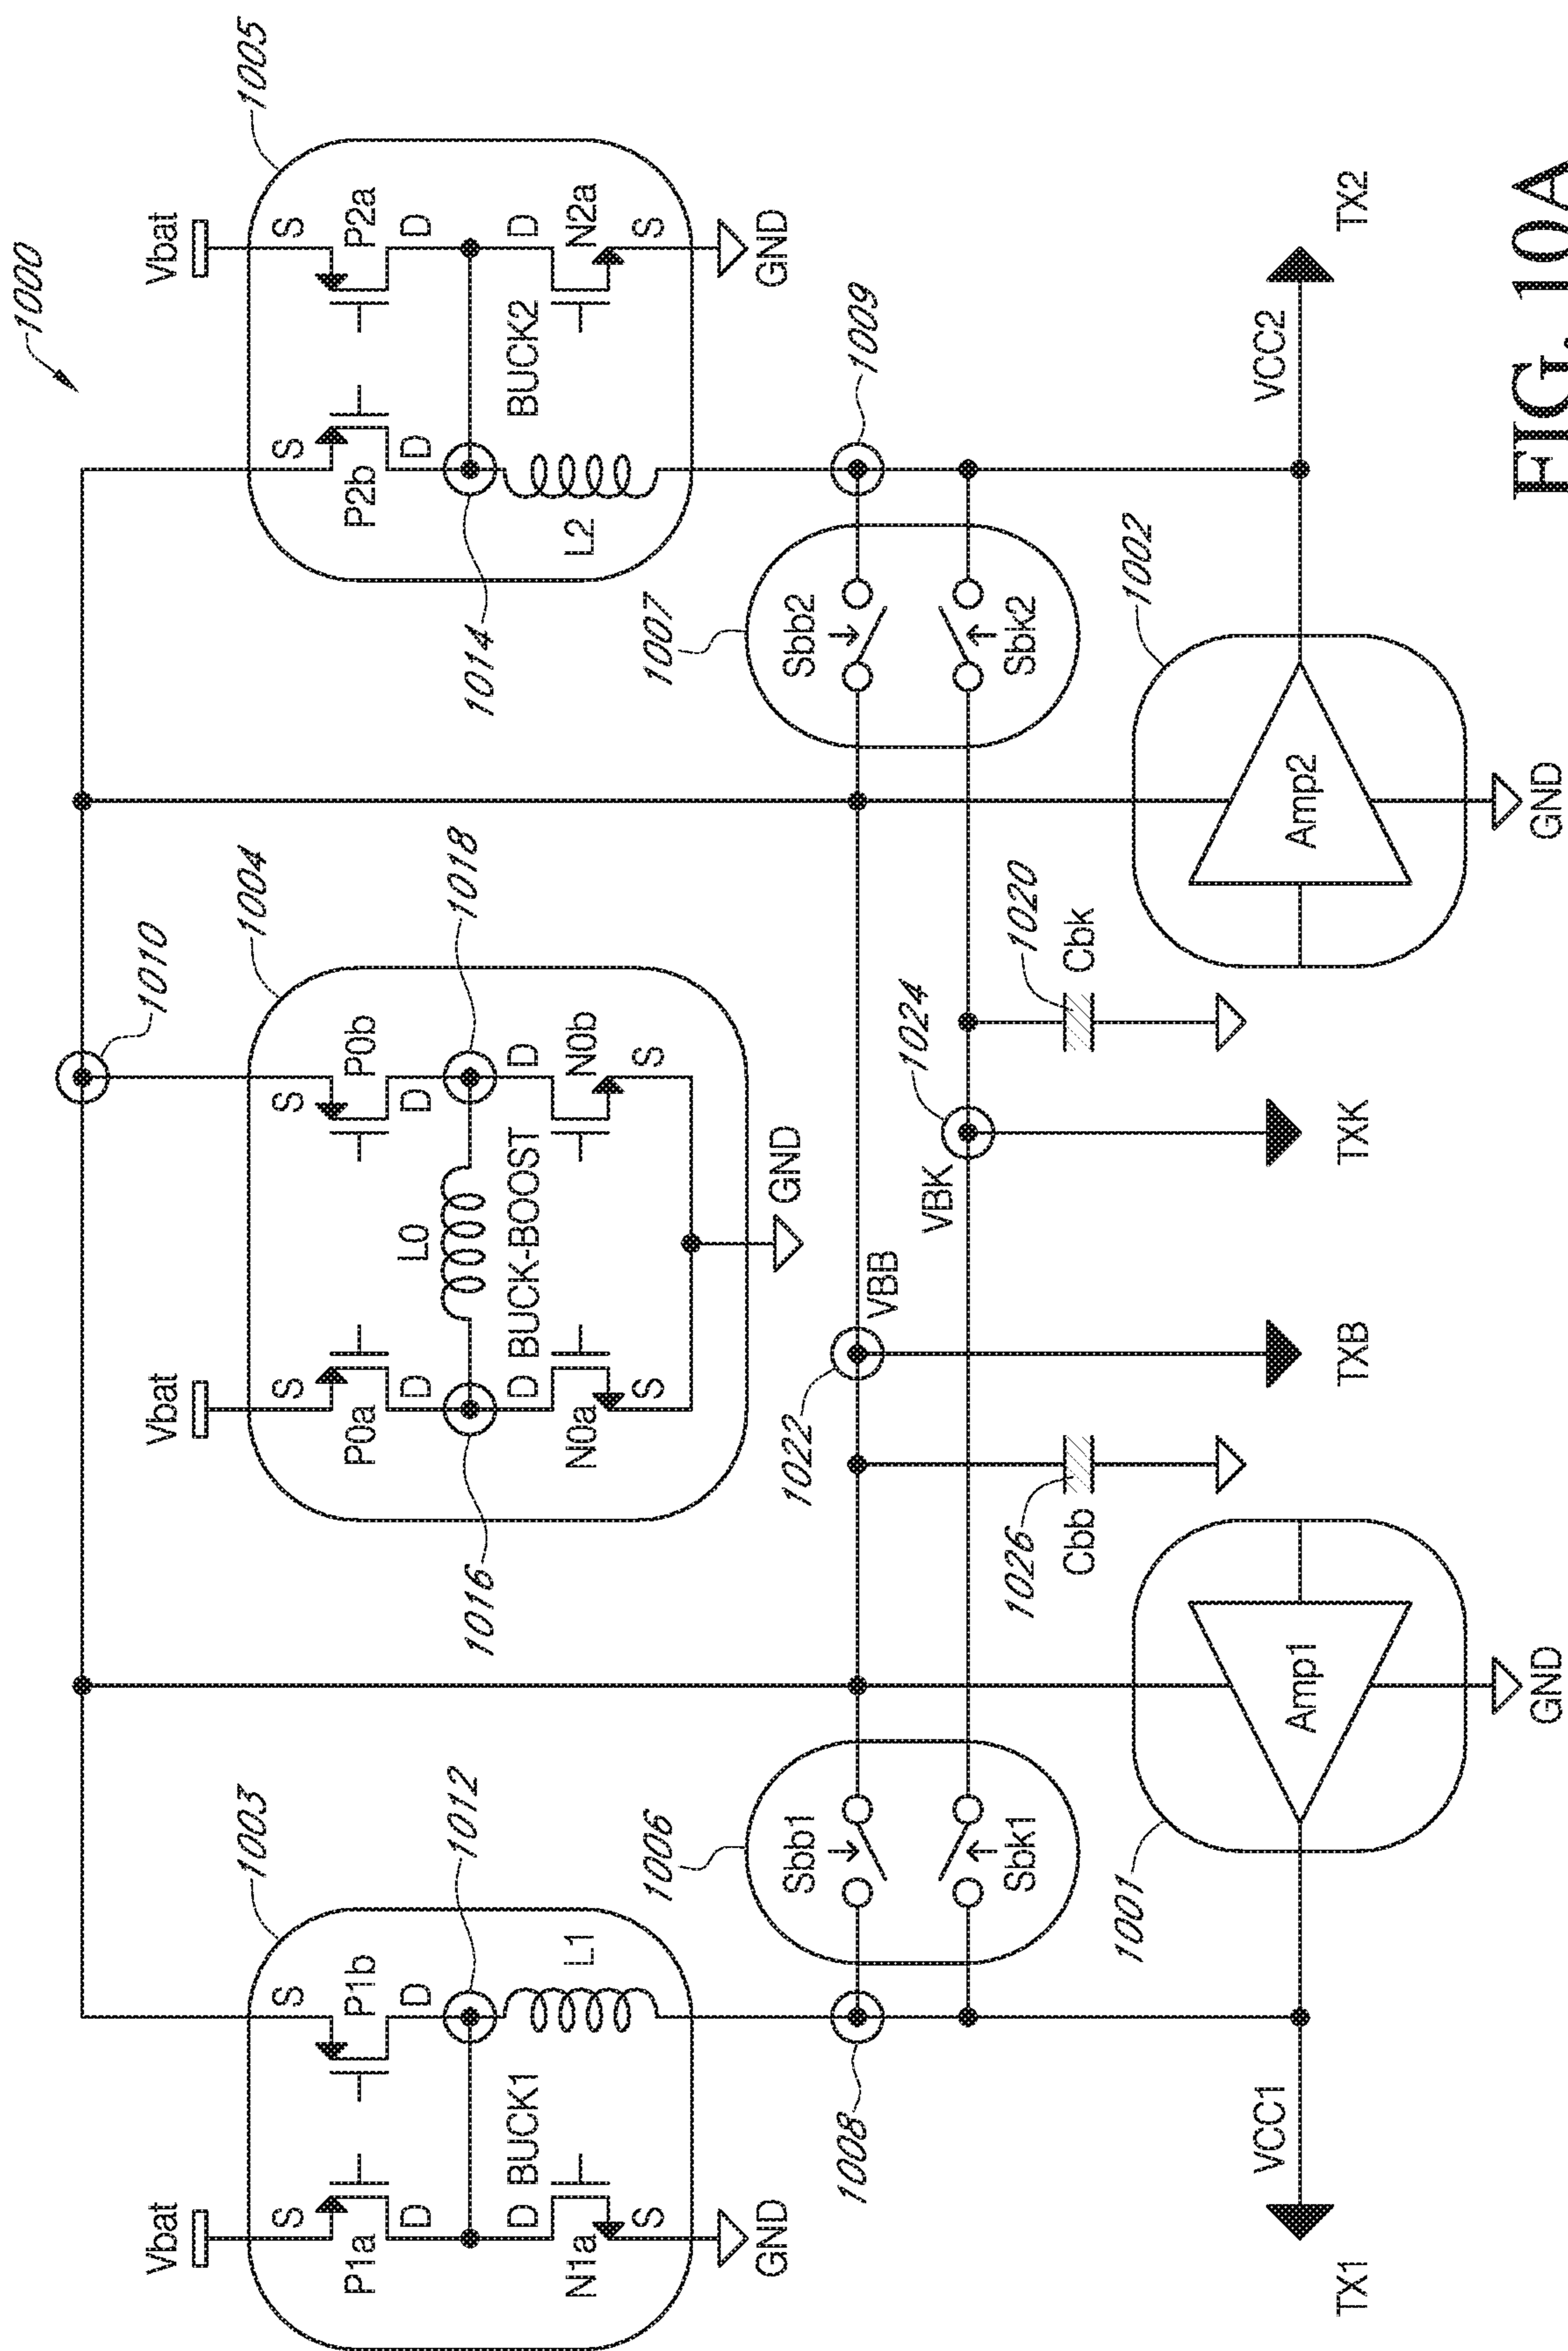 1000
1003
1005
1004
1010
Vbat
S
P1a
D
S
P1b
D
1012
BUCK1
L1
D
N1a
S
GND
Vbat
S
P0a
D
1016
L0
BUCK-BOOST
D
N0a
S
S
P0b
D
1018
D
N0b
S
GND
Vbat
S
P2a
D
S
P2b
D
1014
BUCK2
L2
D
N2a
S
GND
1006
Sbb1
Sbk1
1008
1007
Sbb2
Sbk2
1009
1022
VBB
VBK
1024
1026
Cbb
1020
Cbk
1001
Amp1
GND
1002
Amp2
GND
VCC1
TX1
TXB
TXK
VCC2
TX2
FIG. 10A